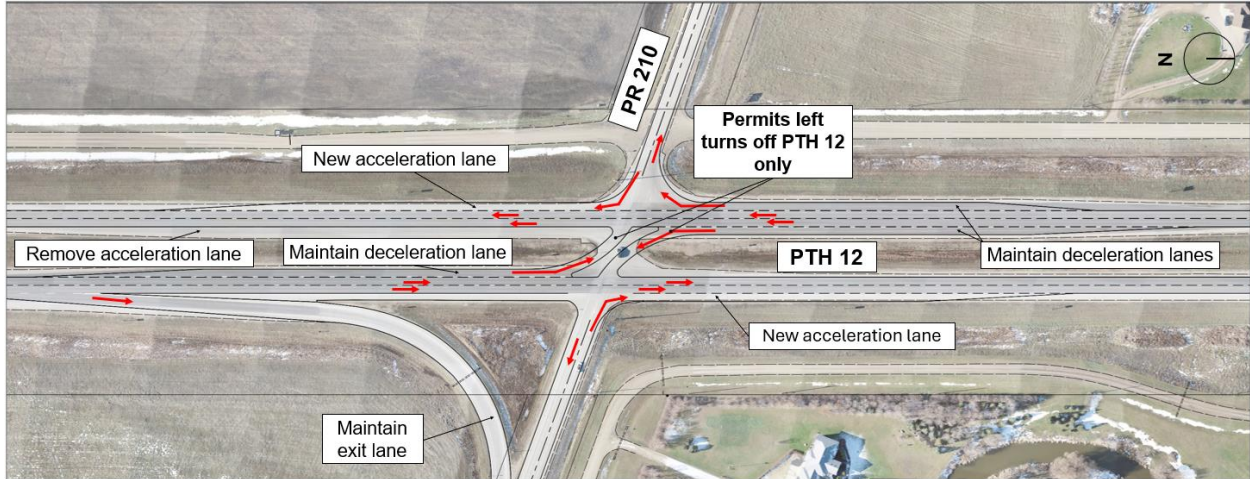 PR 210
N
Permits left
turns off PTH 12
only
New acceleration lane
Remove acceleration lane
Maintain deceleration lane
PTH 12
Maintain deceleration lanes
New acceleration lane
Maintain
exit lane